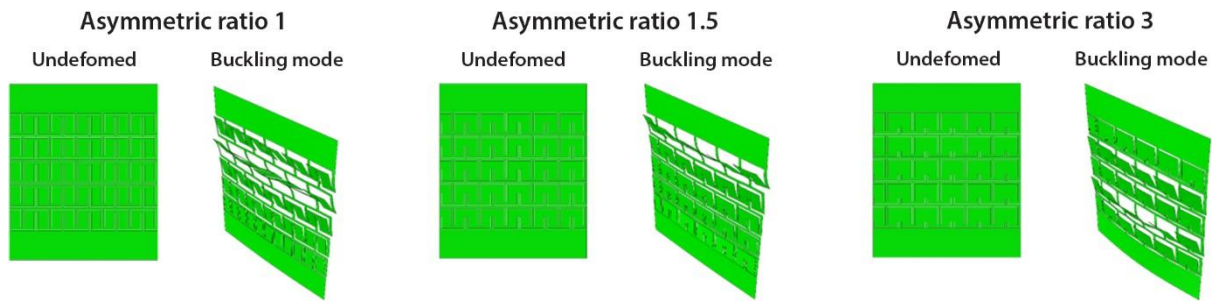 Asymmetric ratio 1
Undefomed Buckling mode
Asymmetric ratio 1.5
Undefomed Buckling mode
Asymmetric ratio 3
Undefomed Buckling mode